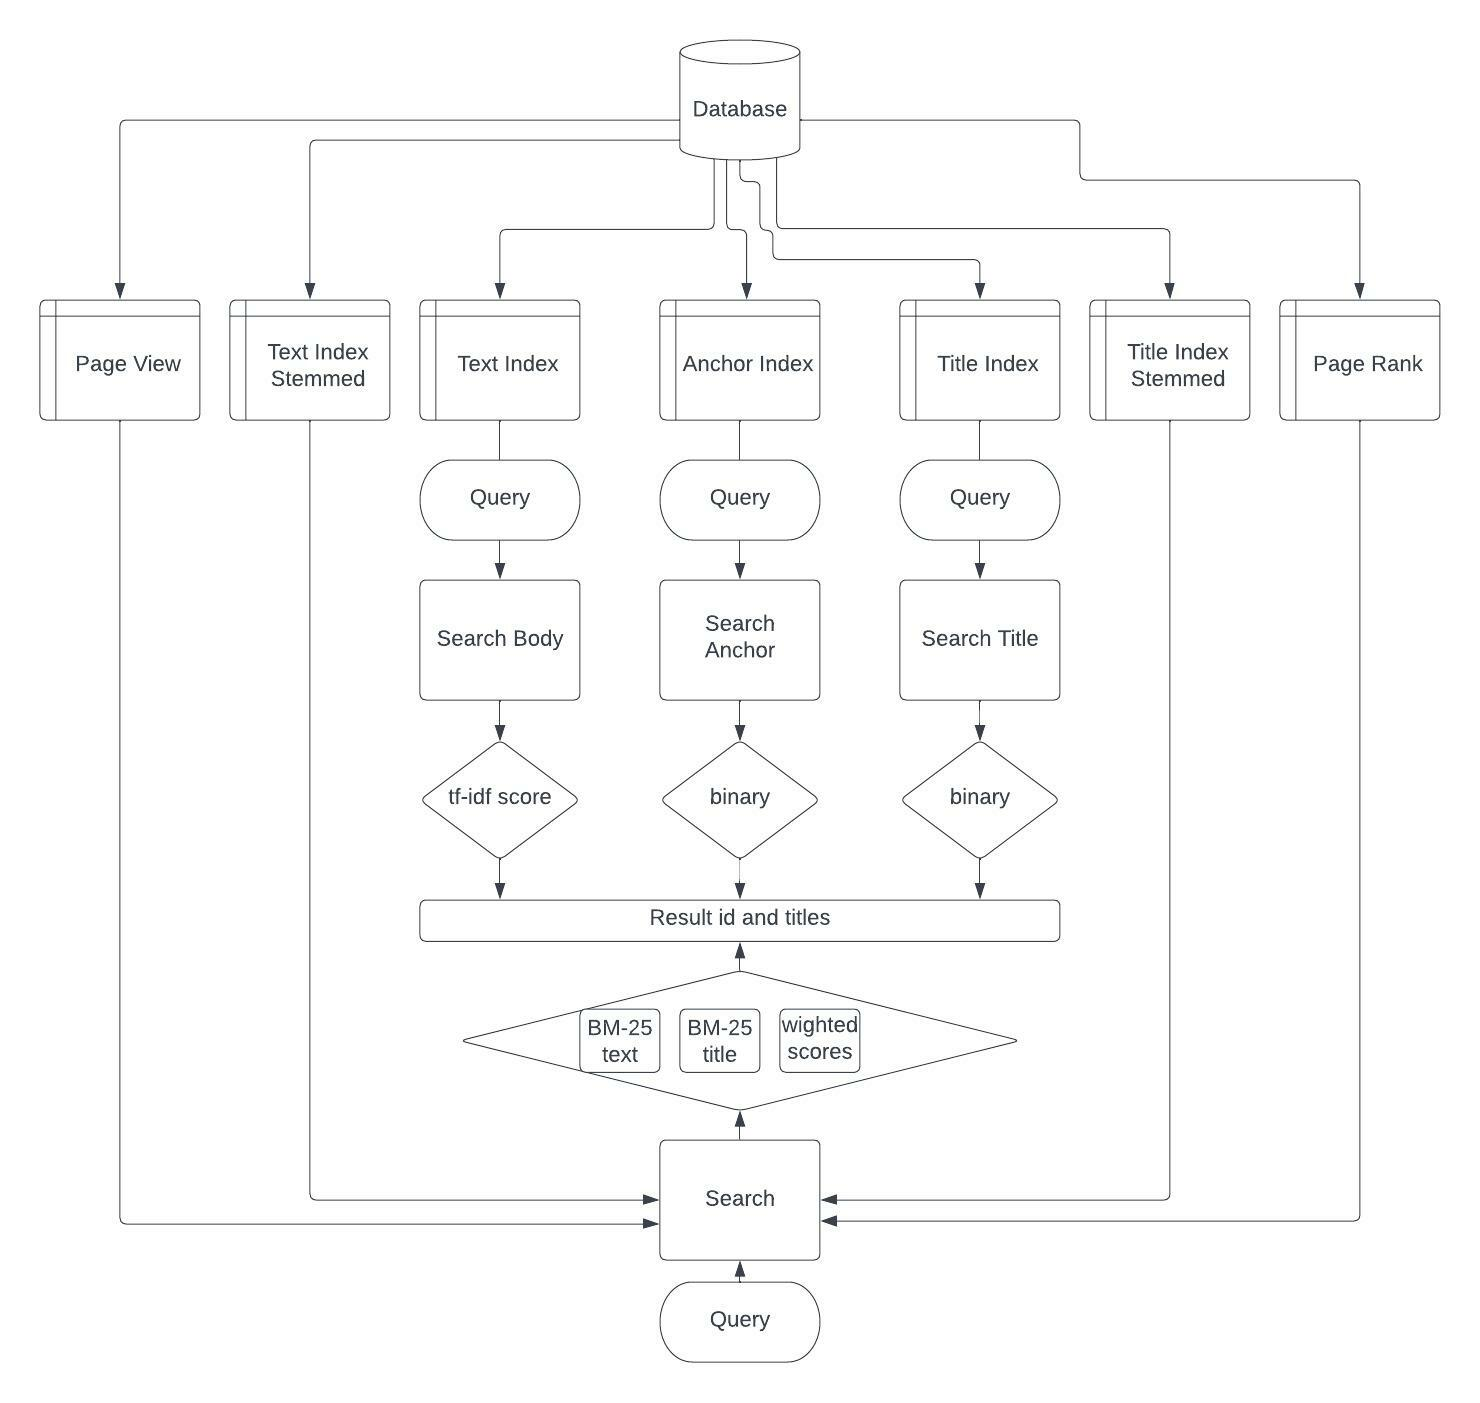 Database
Page View
Text Index
Stemmed
Text Index
Anchor Index
Title Index
Title Index
Stemmed
Page Rank
Query
Query
Query
Search Body
Search
Anchor
Search Title
tf-idf score
binary
binary
Result id and titles
BM-25
text
BM-25
title
wighted
scores
Search
Query